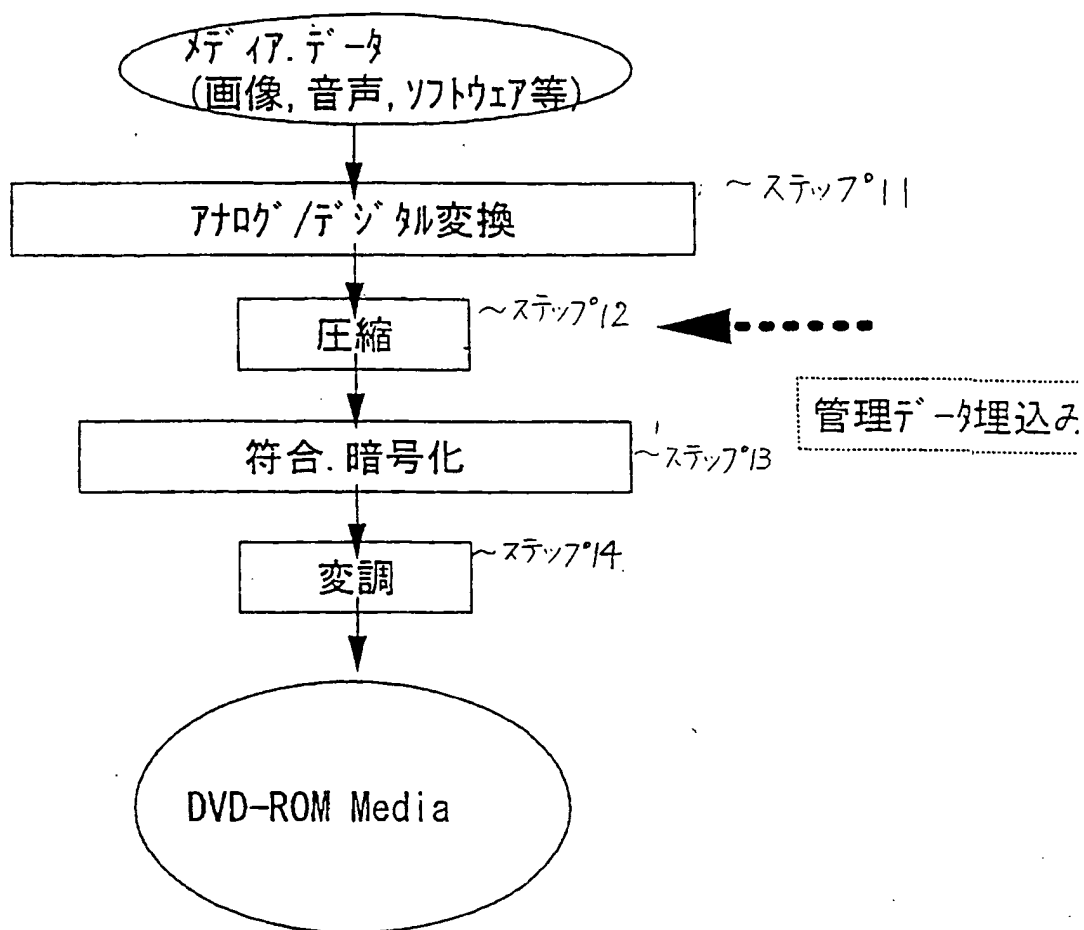 メディア.データ
(画像,音声,ソフトウェア等)
アナログ/デジタル変換
~ステップ11
圧縮
~ステップ12
管理データ埋込み
符合.暗号化
~ステップ13
変調
~ステップ14
DVD-ROM Media